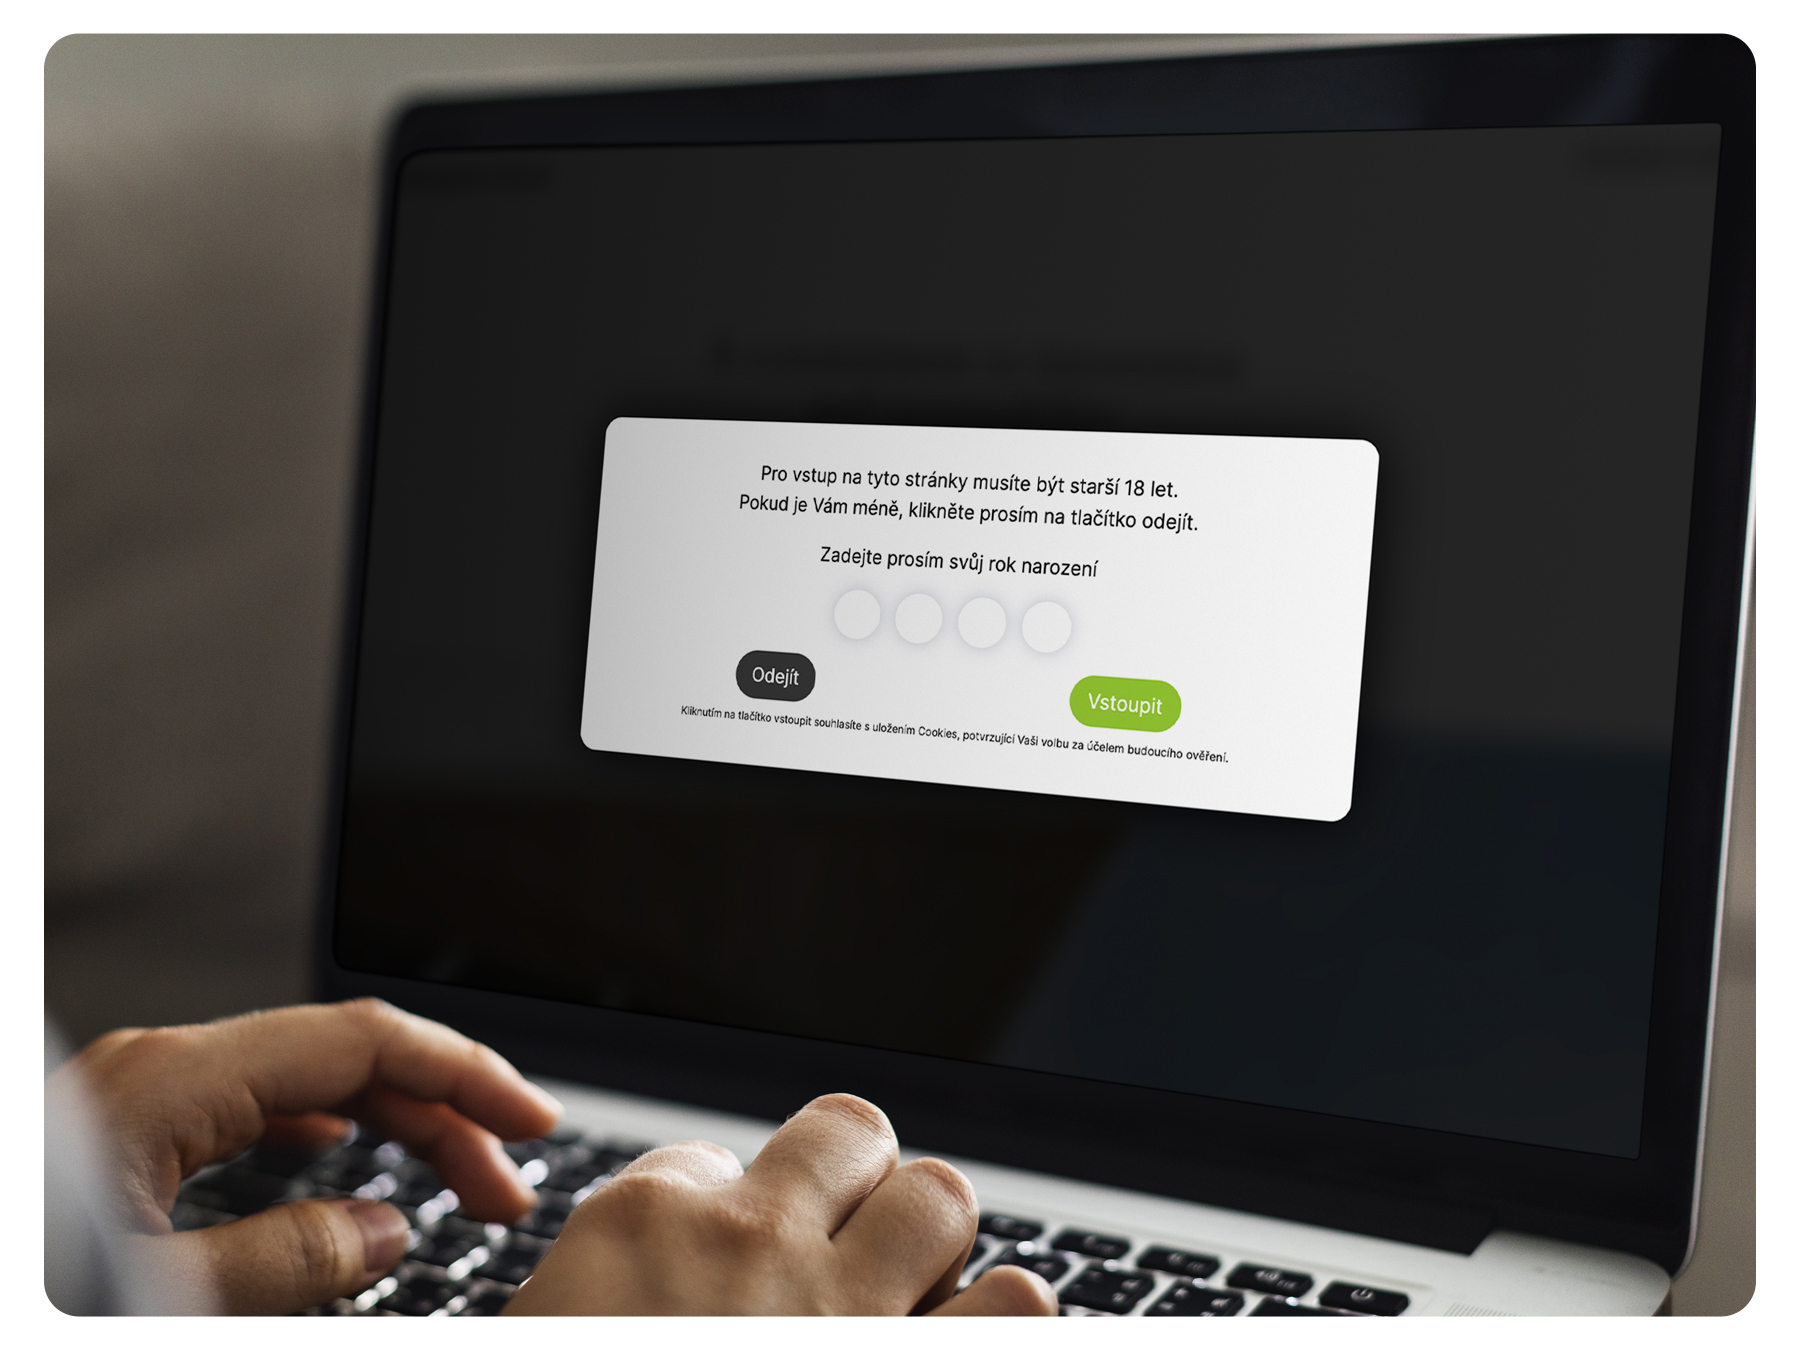 Pro vstup na tyto stránky musíte být starší 18 let.
Pokud je Vám méně, klikněte prosím na tlačítko odejít.
Zadejte prosím svůj rok narození
Odejít
Vstoupit
Kliknutím na tlačítko vstoupit souhlasíte s uložením Cookies, potvrzující Vaši volbu za účelem budoucího ověření.